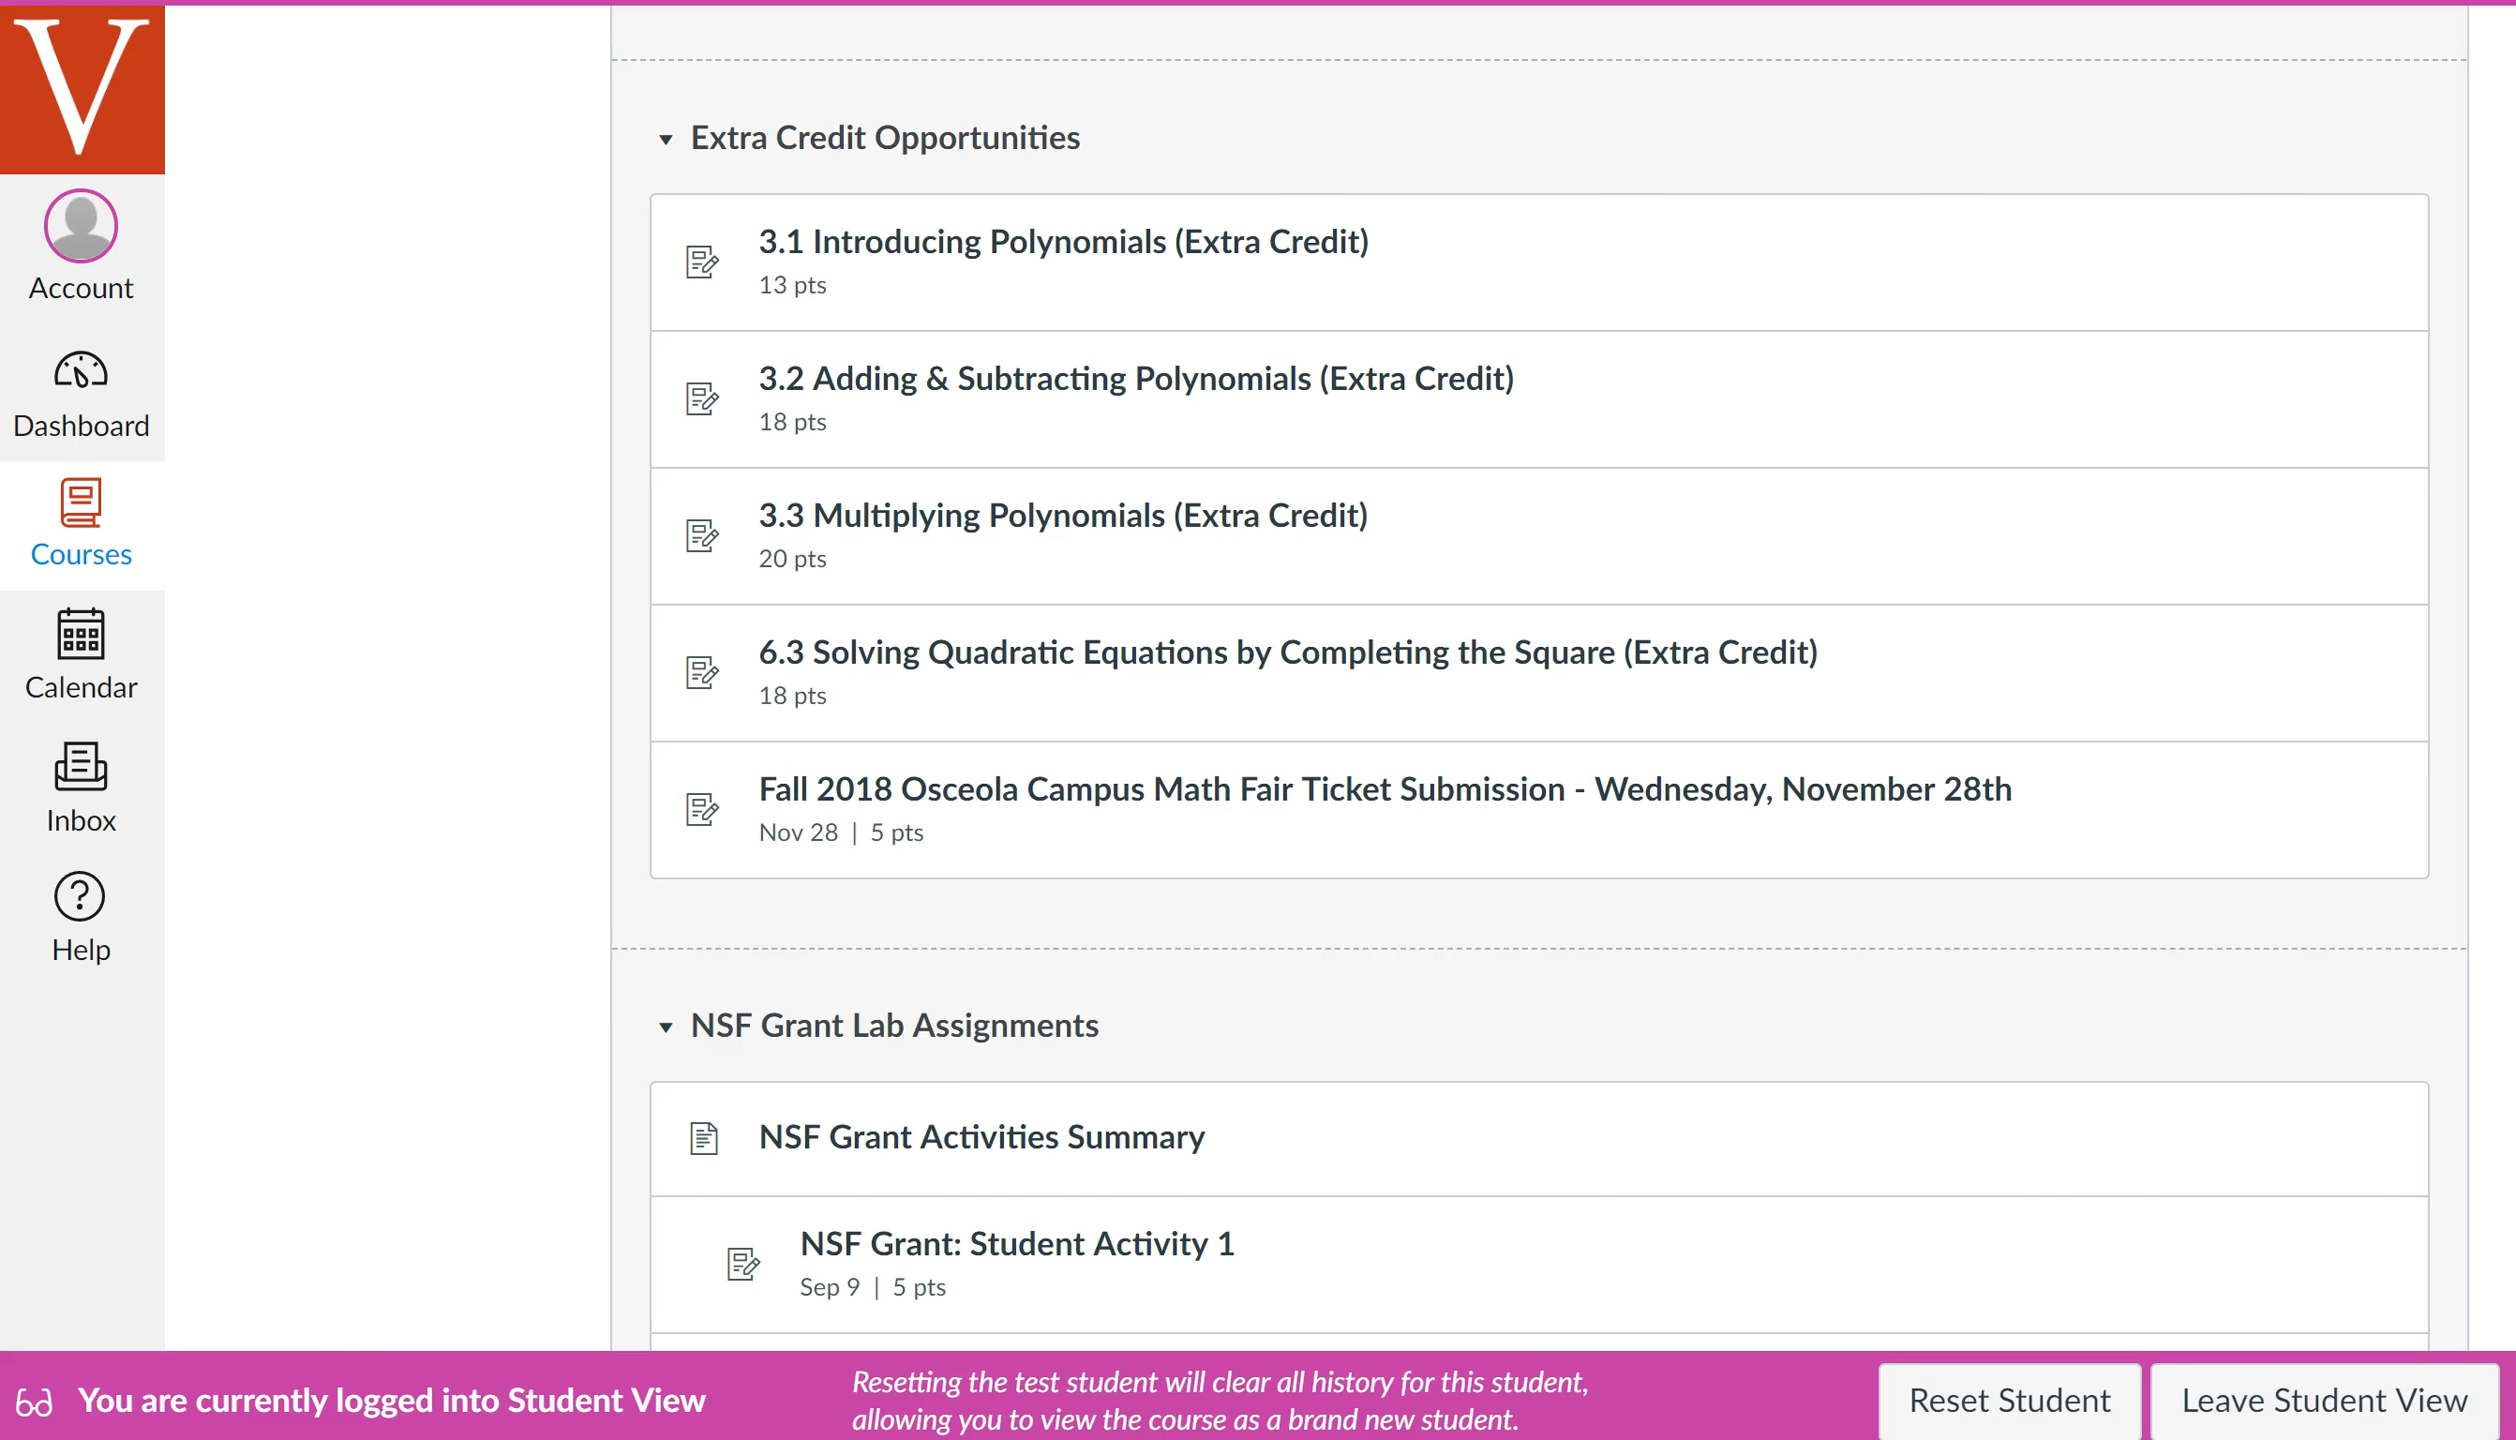 V
Account
Dashboard
Courses
Calendar
Inbox
Help
Extra Credit Opportunities
3.1 Introducing Polynomials (Extra Credit)
13 pts
3.2 Adding & Subtracting Polynomials (Extra Credit)
18 pts
3.3 Multiplying Polynomials (Extra Credit)
20 pts
6.3 Solving Quadratic Equations by Completing the Square (Extra Credit)
18 pts
Fall 2018 Osceola Campus Math Fair Ticket Submission - Wednesday, November 28th
Nov 28 | 5 pts
NSF Grant Lab Assignments
NSF Grant Activities Summary
NSF Grant: Student Activity 1
Sep 9 | 5 pts
You are currently logged into Student View
Resetting the test student will clear all history for this student,
allowing you to view the course as a brand new student.
Reset Student
Leave Student View